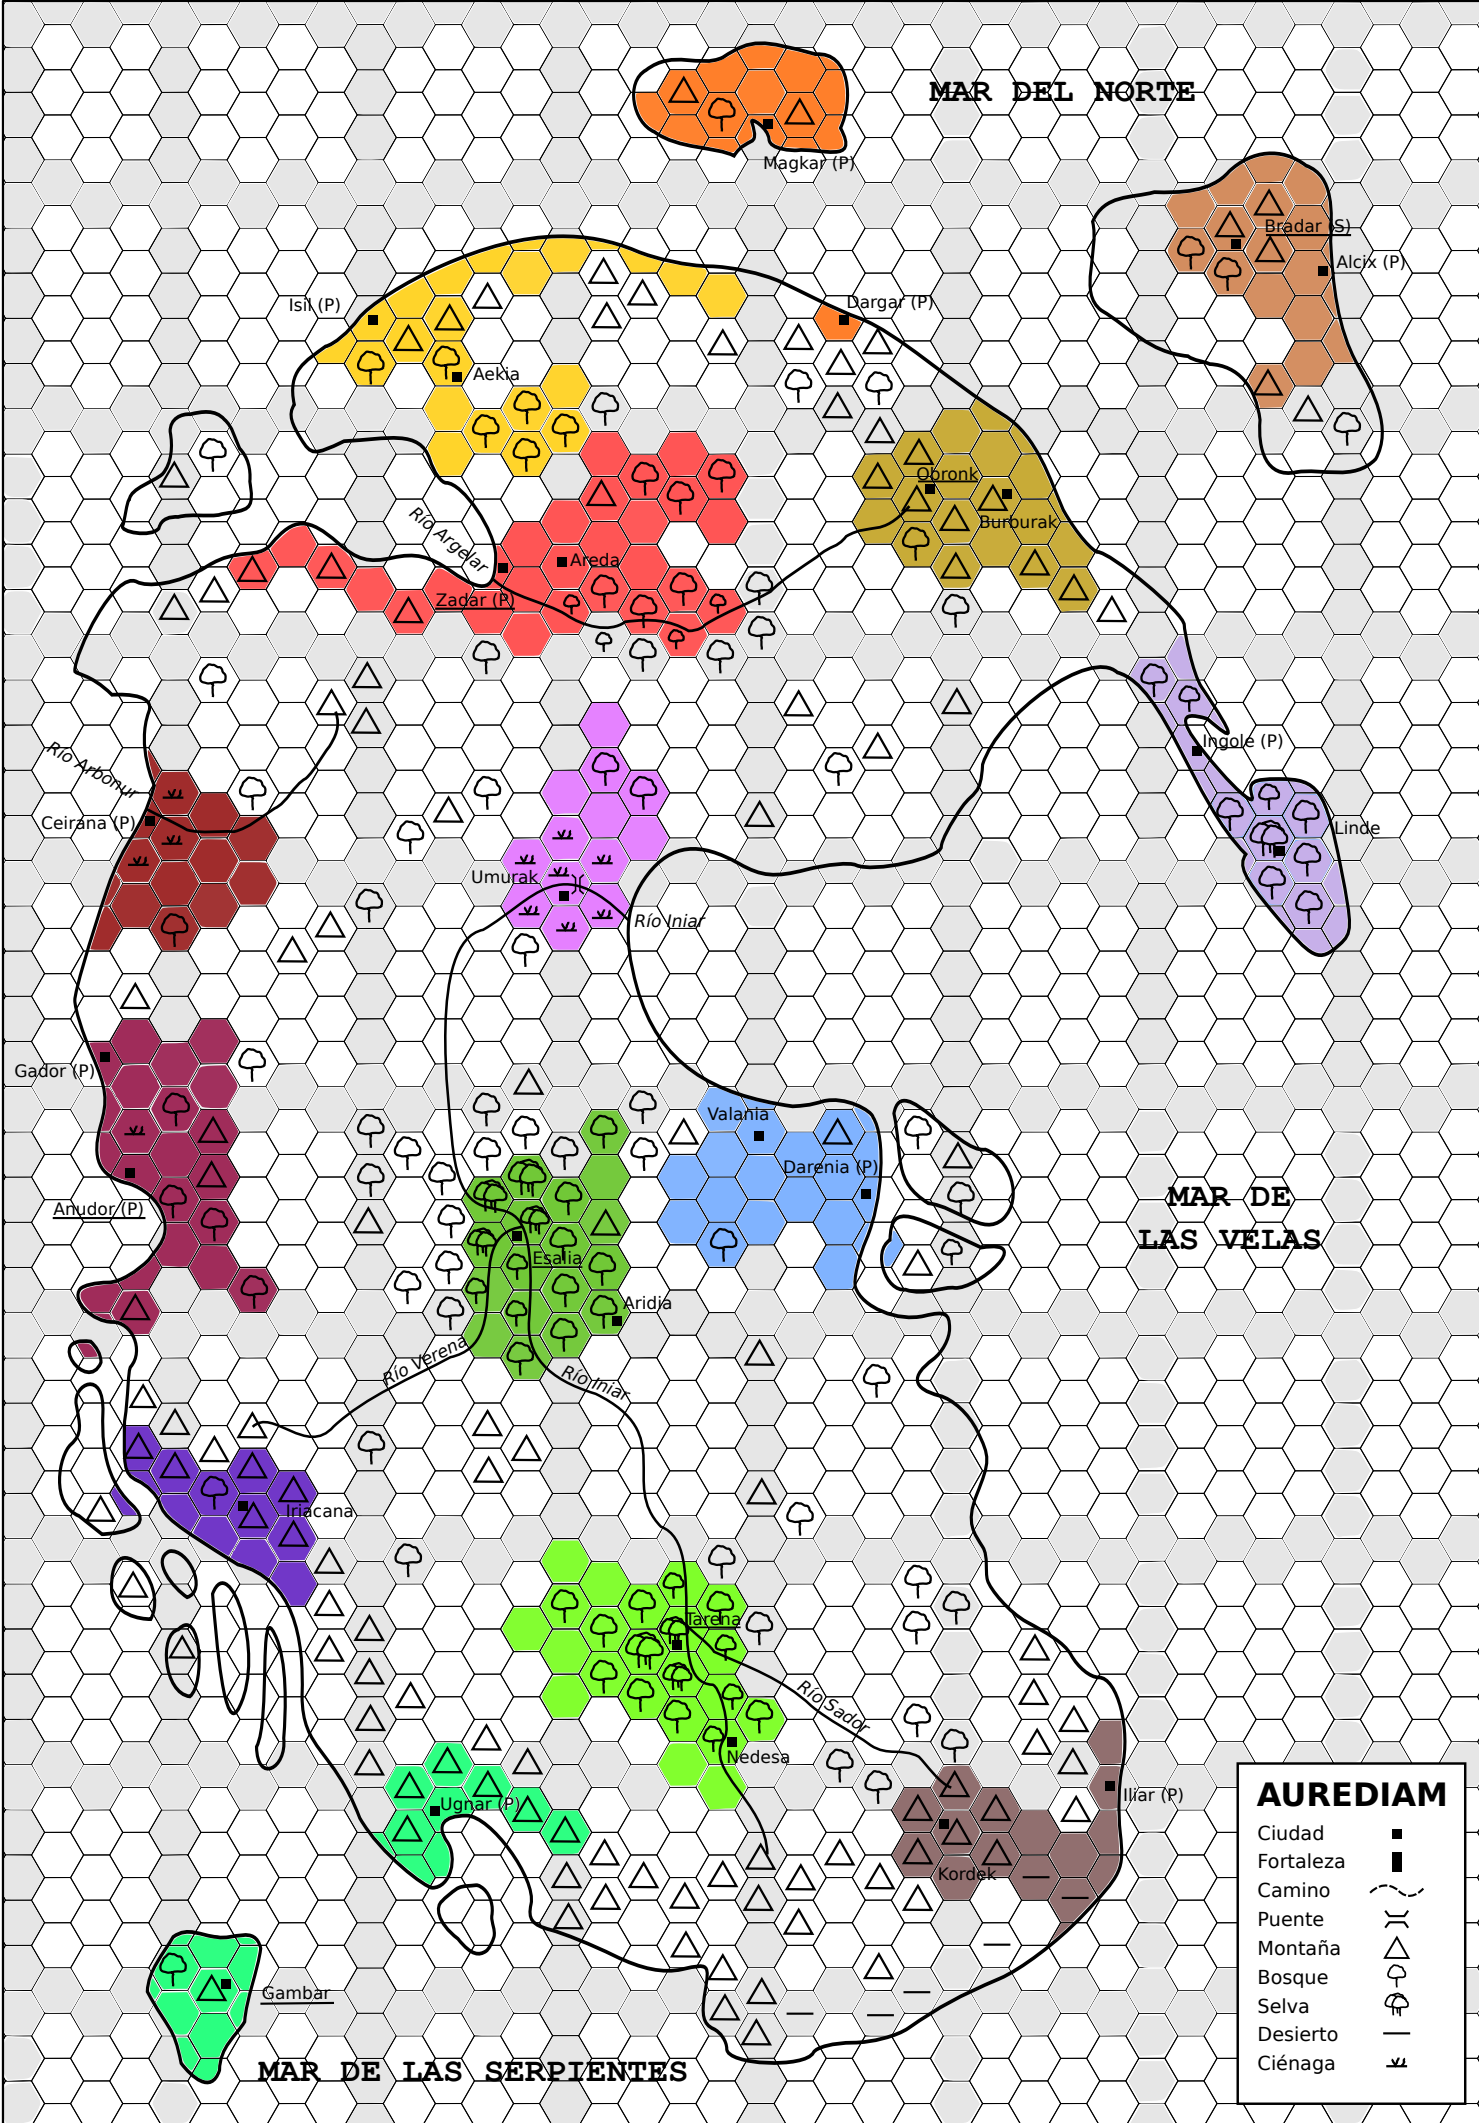 MAR DEL NORTE
Magkar (P)
Bradar (S)
Alcix (P)
Isil (P)
Dargar (P)
Aekia
Obronk
Burburak
Río Argelar
Areda
Zadar (P)
Ingole (P)
Río Arbonur
Ceirana (P)
Linde
Umurak
Río Iniar
Gador (P)
Valania
Darenia (P)
Anudor (P)
MAR DE
LAS VELAS
Esalia
Aridia
Río Verena
Río Iniar
Iriacana
Tarena
Río Sador
Nedesa
Ugnar (P)
Iliar (P)
Kordek
Gambar
MAR DE LAS SERPIENTES
AUREDIAM
Ciudad
Fortaleza
Camino
Puente
Montaña
Bosque
Selva
Desierto
Ciénaga